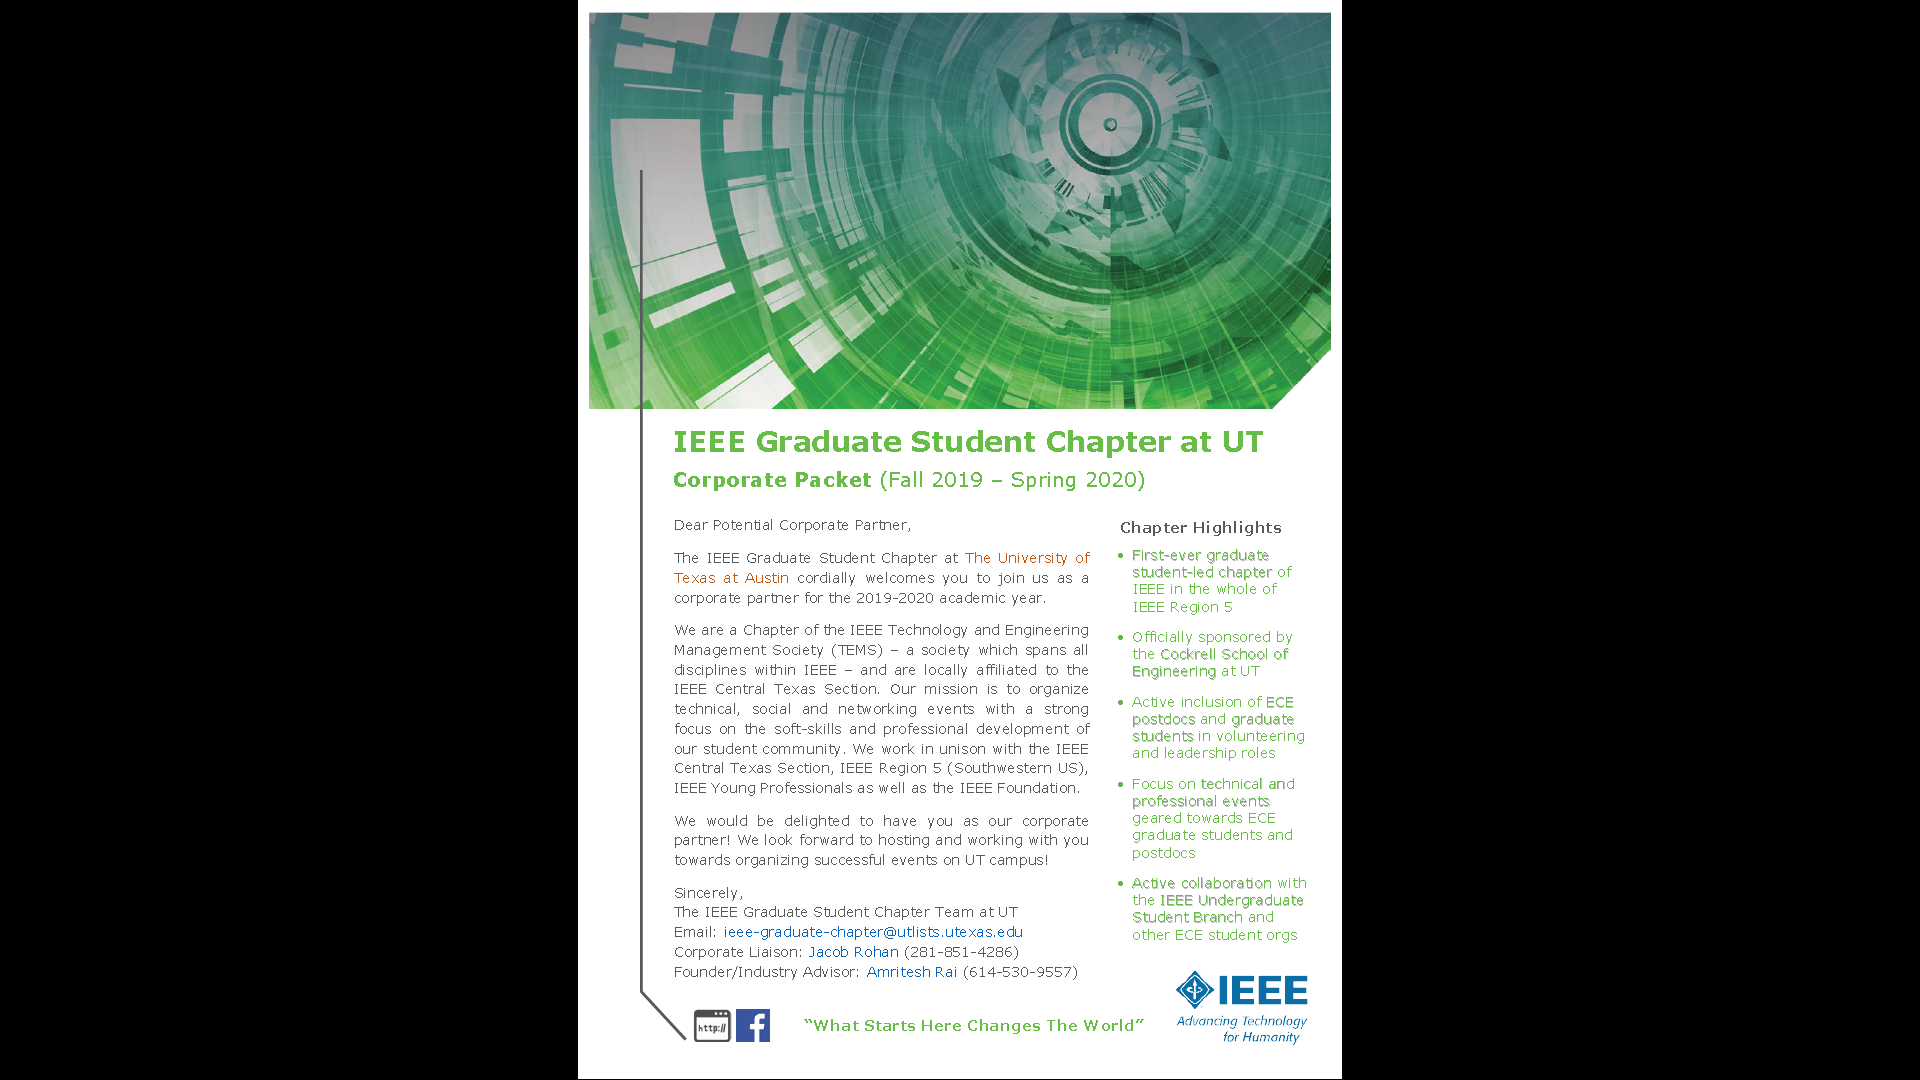 IEEE Graduate Student Chapter at UT
Corporate Packet (Fall 2019 – Spring 2020)
Dear Potential Corporate Partner,
The IEEE Graduate Student Chapter at The University of
Texas at Austin cordially welcomes you to join us as a
corporate partner for the 2019-2020 academic year.
We are a Chapter of the IEEE Technology and Engineering
Management Society (TEMS) – a society which spans all
disciplines within IEEE – and are locally affiliated to the
IEEE Central Texas Section. Our mission is to organize
technical, social and networking events with a strong
focus on the soft-skills and professional development of
our student community. We work in unison with the IEEE
Central Texas Section, IEEE Region 5 (Southwestern US),
IEEE Young Professionals as well as the IEEE Foundation.
We would be delighted to have you as our corporate
partner! We look forward to hosting and working with you
towards organizing successful events on UT campus!
Sincerely,
The IEEE Graduate Student Chapter Team at UT
Email: ieee-graduate-chapter@utlists.utexas.edu
Corporate Liaison: Jacob Rohan (281-851-4286)
Founder/Industry Advisor: Amritesh Rai (614-530-9557)
Chapter Highlights
• First-ever graduate
student-led chapter of
IEEE in the whole of
IEEE Region 5
• Officially sponsored by
the Cockrell School of
Engineering at UT
• Active inclusion of ECE
postdocs and graduate
students in volunteering
and leadership roles
• Focus on technical and
professional events
geared towards ECE
graduate students and
postdocs
• Active collaboration with
the IEEE Undergraduate
Student Branch and
other ECE student orgs
http://
f
“What Starts Here Changes The World”
IEEE
Advancing Technology
for Humanity